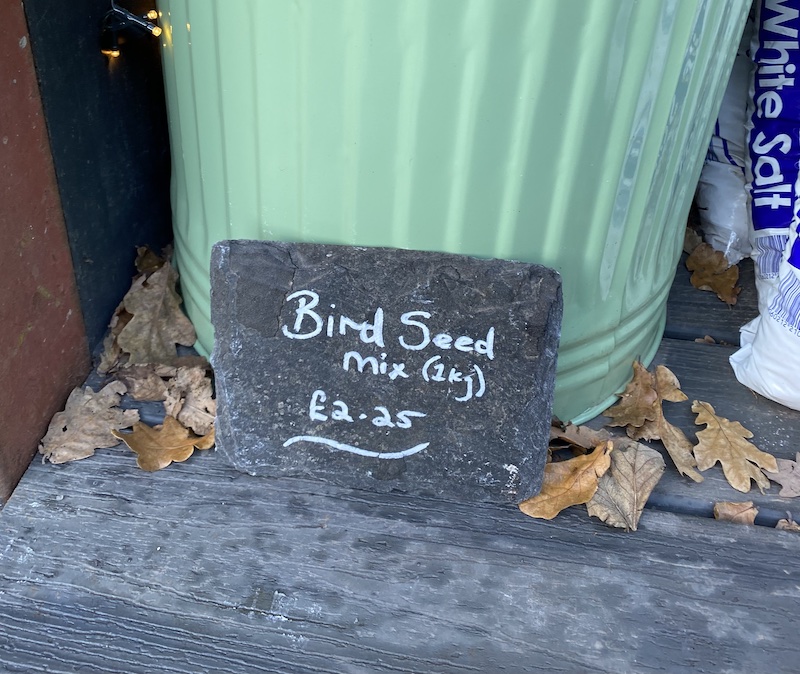 Bird Seed
Mix (1kg)
£2.25
White Salt